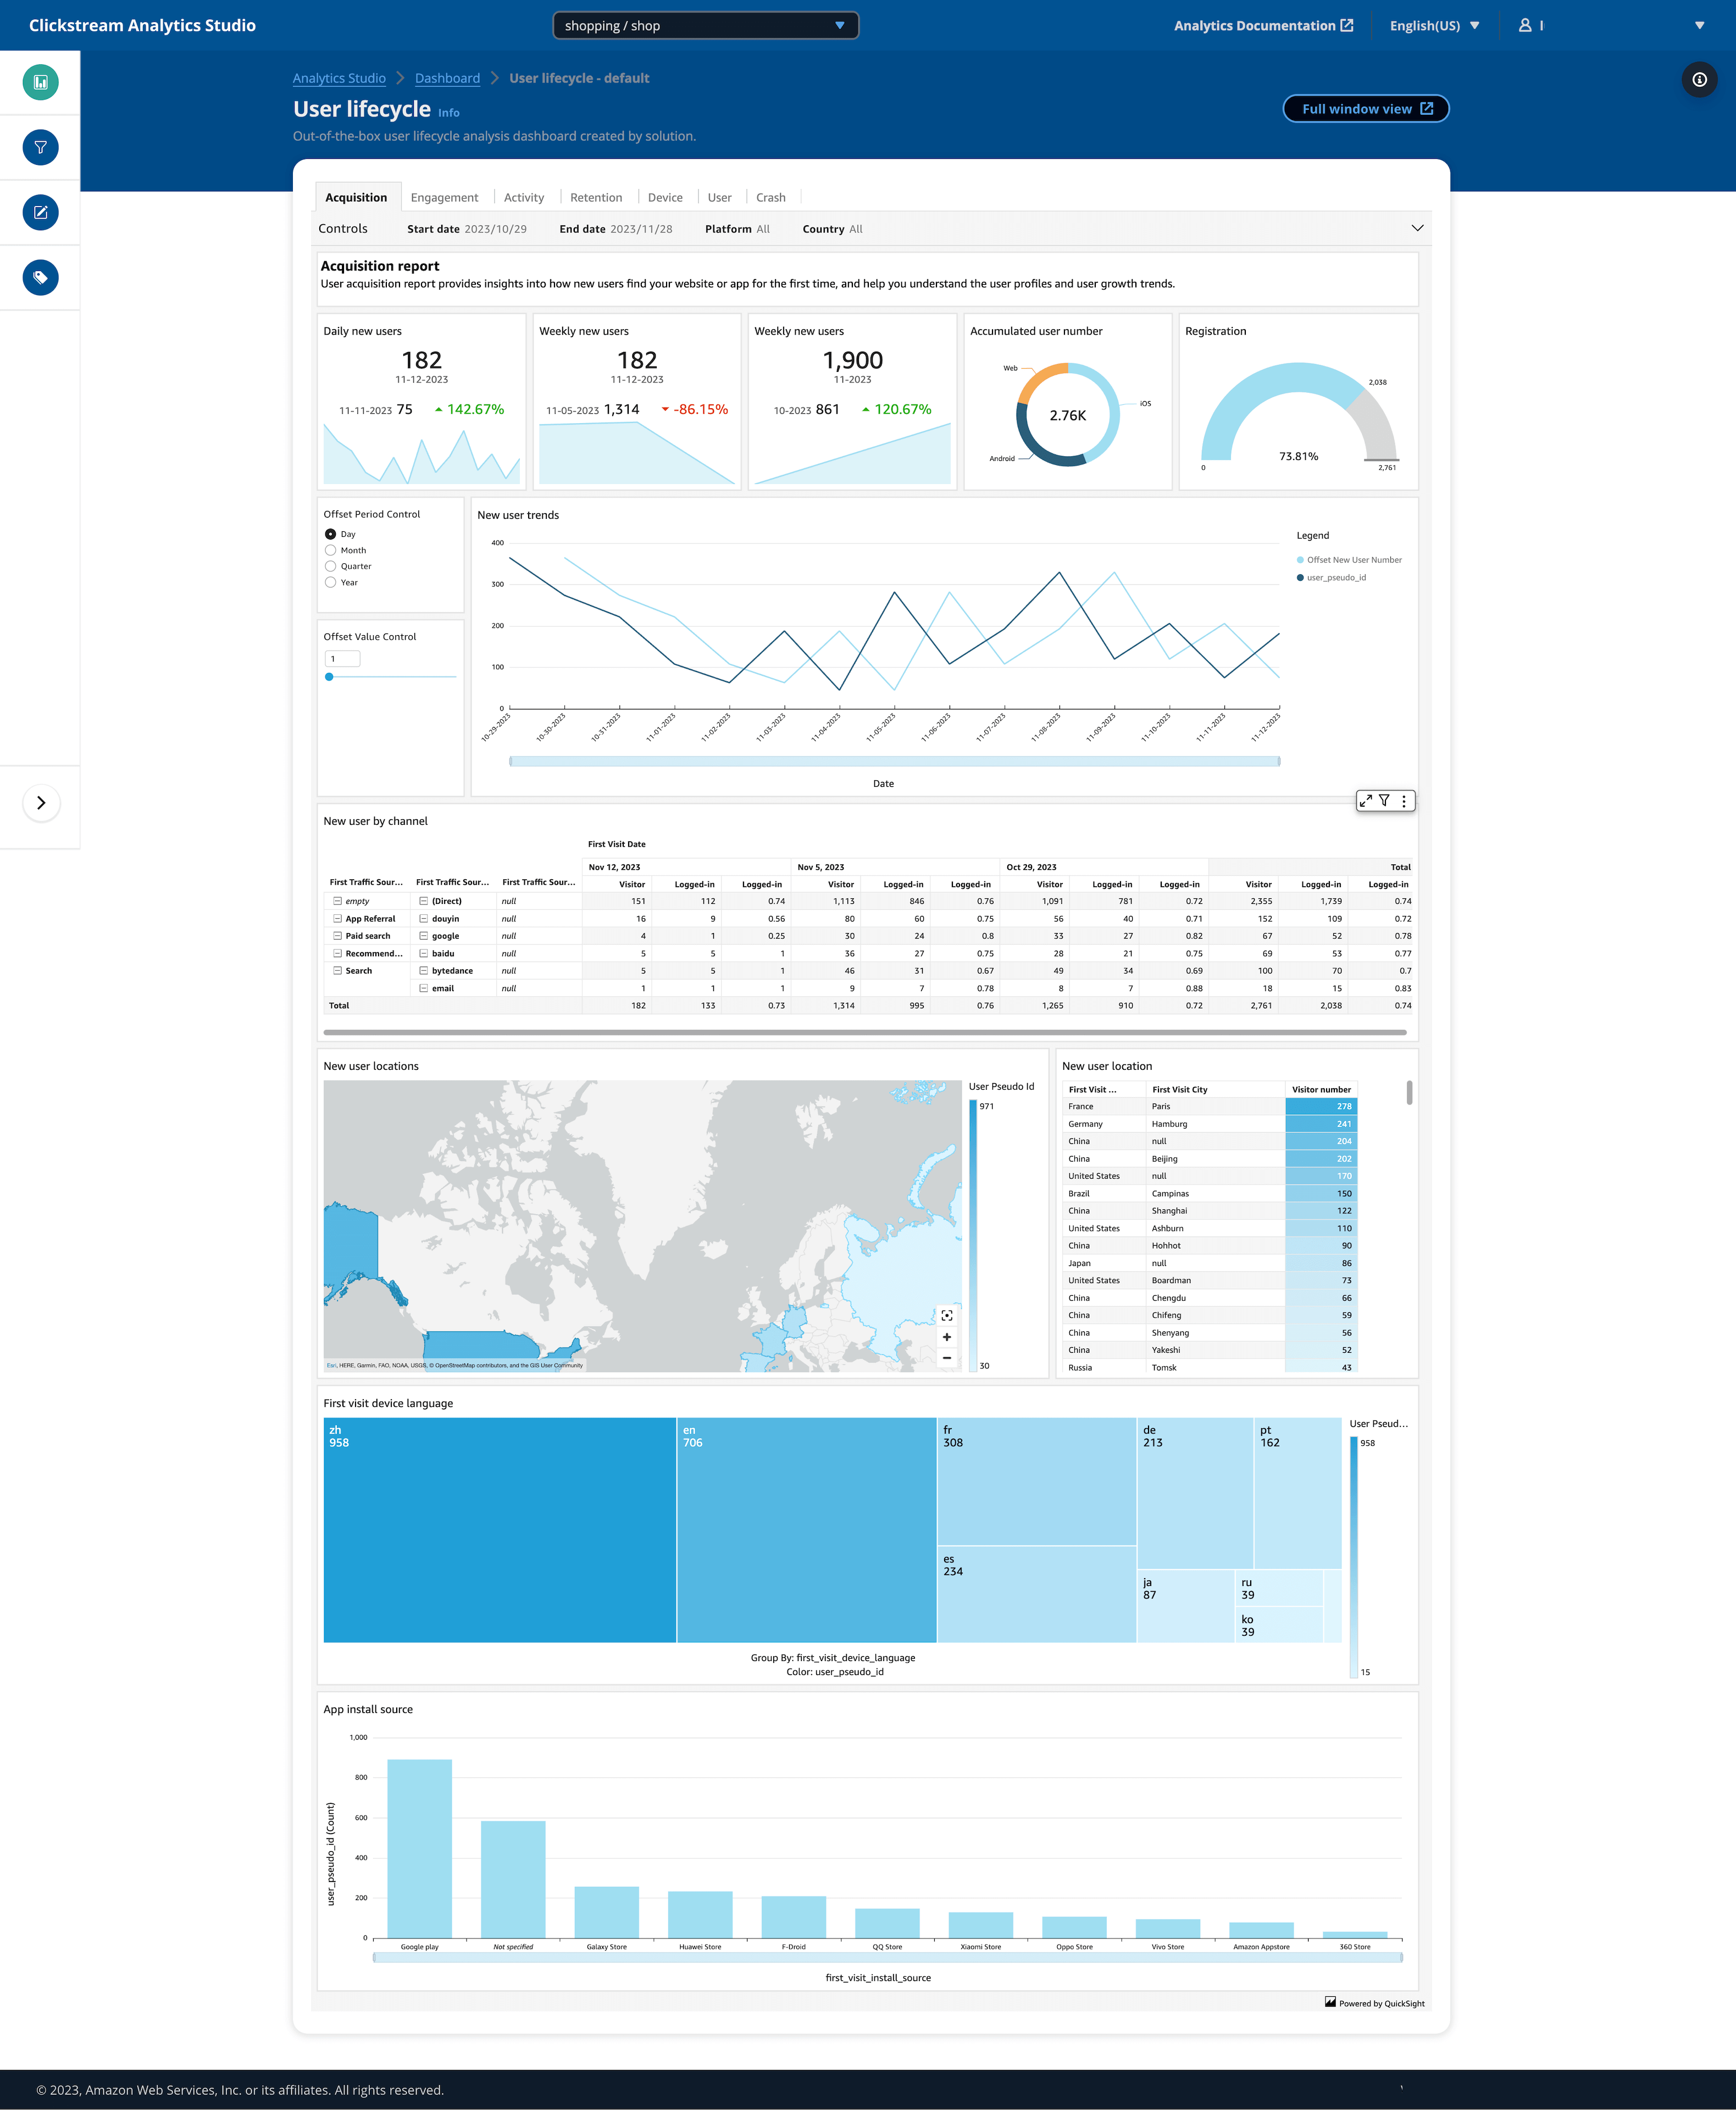 Clickstream Analytics Studio
shopping / shop
Analytics Documentation
English(US)
Analytics Studio > Dashboard > User lifecycle - default
User lifecycle Info
Full window view
Out-of-the-box user lifecycle analysis dashboard created by solution.
Acquisition Engagement Activity Retention Device User Crash
Controls Start date 2023/10/29 End date 2023/11/28 Platform All Country All
Acquisition report
User acquisition report provides insights into how new users find your website or app for the first time, and help you understand the user profiles and user growth trends.
Daily new users
182
11-12-2023
11-11-2023 75 142.67%
Weekly new users
182
11-12-2023
11-05-2023 1,314 -86.15%
Weekly new users
1,900
11-2023
10-2023 861 120.67%
Accumulated user number
Web
iOS
2.76K
Android
Registration
2,038
73.81%
0
2,761
Offset Period Control
Day
Month
Quarter
Year
Offset Value Control
1
New user trends
400
300
200
100
0
10-29-2023 10-30-2023 10-31-2023 11-01-2023 11-02-2023 11-03-2023 11-04-2023 11-05-2023 11-06-2023 11-07-2023 11-08-2023 11-09-2023 11-10-2023 11-11-2023 11-12-2023
Date
Legend
Offset New User Number
user_pseudo_id
New user by channel
First Visit Date
Nov 12, 2023 Nov 5, 2023 Oct 29, 2023 Total
First Traffic Sour... First Traffic Sour... First Traffic Sour... Visitor Logged-in Logged-in Visitor Logged-in Logged-in Visitor Logged-in Logged-in Visitor Logged-in Logged-in
empty (Direct) null 151 112 0.74 1,113 846 0.76 1,091 781 0.72 2,355 1,739 0.74
App Referral douyin null 16 9 0.56 80 60 0.75 56 40 0.71 152 109 0.72
Paid search google null 4 1 0.25 30 24 0.8 33 27 0.82 67 52 0.78
Recommend... baidu null 5 5 1 36 27 0.75 28 21 0.75 69 53 0.77
Search bytedance null 5 5 1 46 31 0.67 49 34 0.69 100 70 0.7
email null 1 1 1 9 7 0.78 8 7 0.88 18 15 0.83
Total 182 133 0.73 1,314 995 0.76 1,265 910 0.72 2,761 2,038 0.74
New user locations
User Pseudo Id
971
30
Esri, HERE, Garmin, FAO, NOAA, USGS, © OpenStreetMap contributors, and the GIS User Community
New user location
First Visit ... First Visit City Visitor number
France Paris 278
Germany Hamburg 241
China null 204
China Beijing 202
United States null 170
Brazil Campinas 150
China Shanghai 122
United States Ashburn 110
China Hohhot 90
Japan null 86
United States Boardman 73
China Chengdu 66
China Chifeng 59
China Shenyang 56
China Yakeshi 52
Russia Tomsk 43
First visit device language
zh
958
en
706
fr
308
es
234
de
213
pt
162
ja
87
ru
39
ko
39
User Pseud...
958
15
Group By: first_visit_device_language
Color: user_pseudo_id
App install source
user_pseudo_id (Count)
1,000
800
600
400
200
0
Google play Not specified Galaxy Store Huawei Store F-Droid QQ Store Xiaomi Store Oppo Store Vivo Store Amazon Appstore 360 Store
first_visit_install_source
Powered by QuickSight
© 2023, Amazon Web Services, Inc. or its affiliates. All rights reserved.